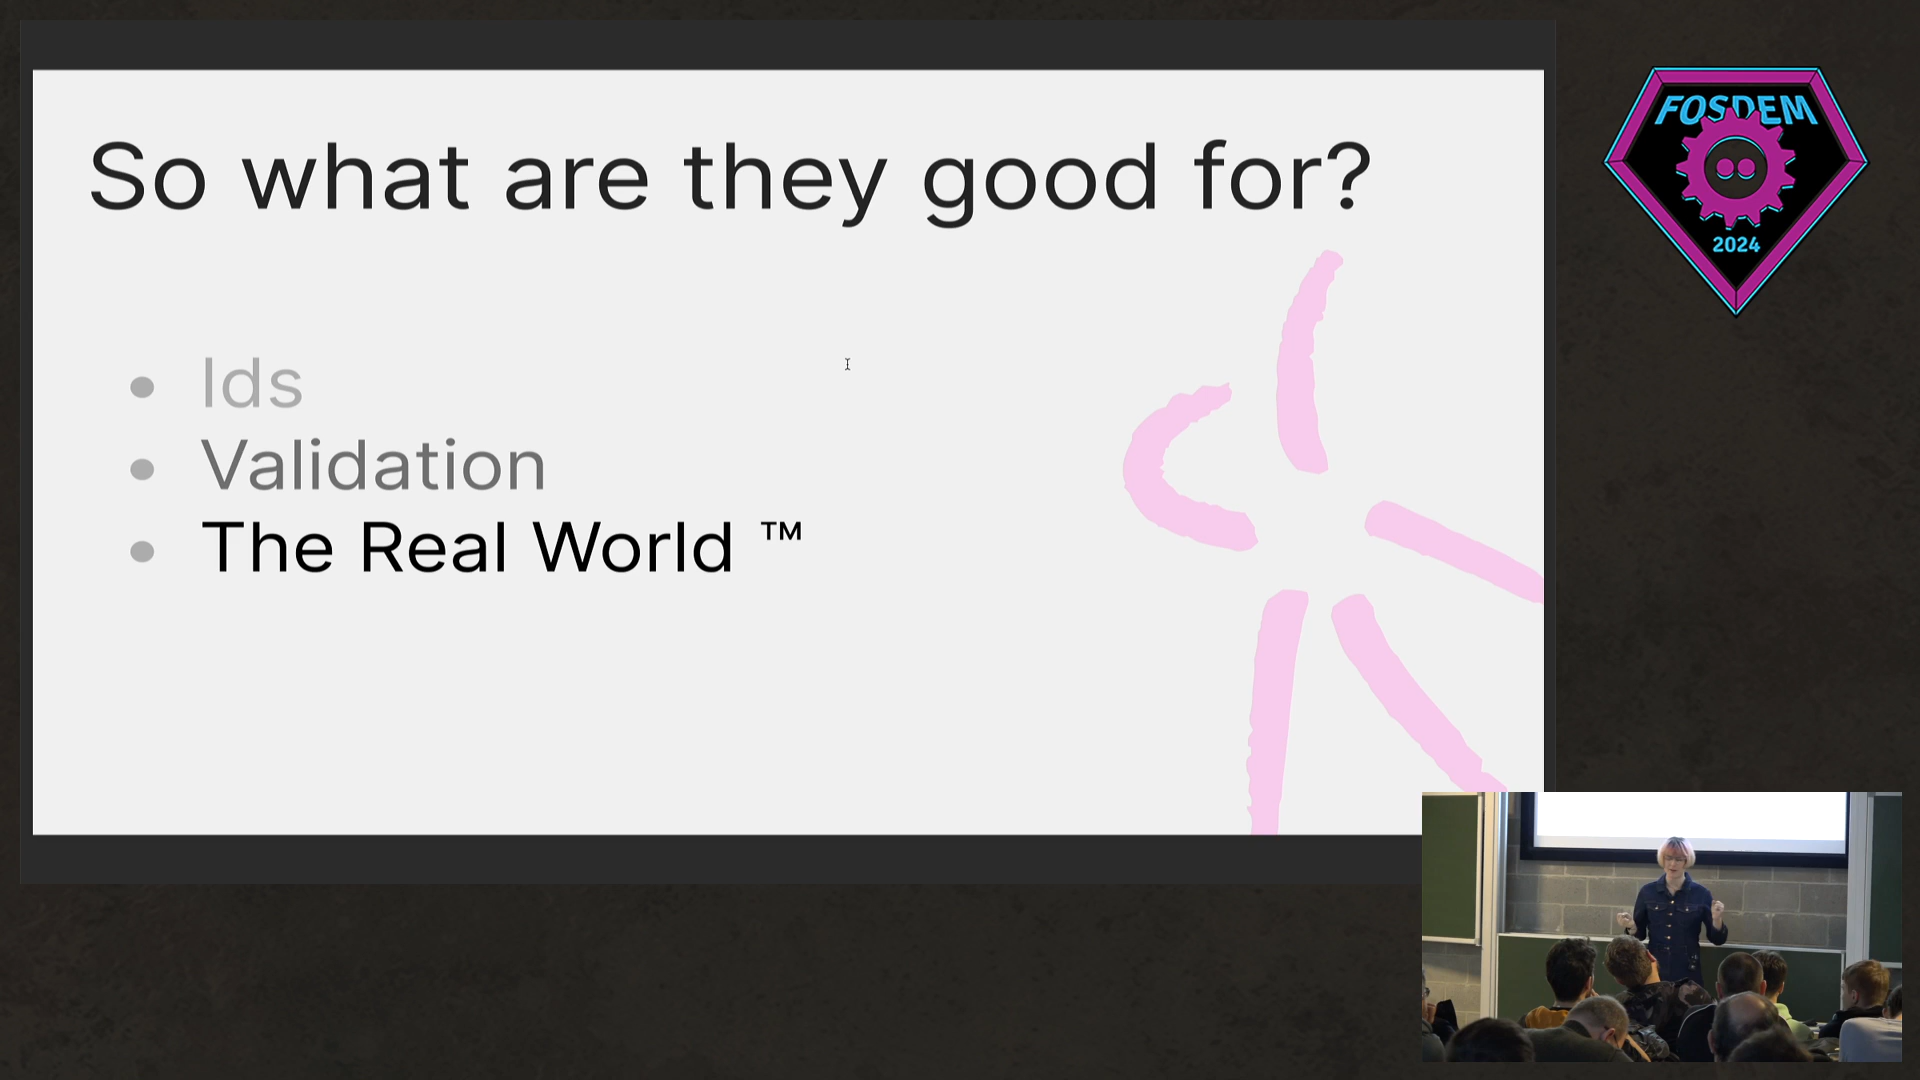 So what are they good for?
Ids
Validation
The Real World ™
FOSDEM
2024